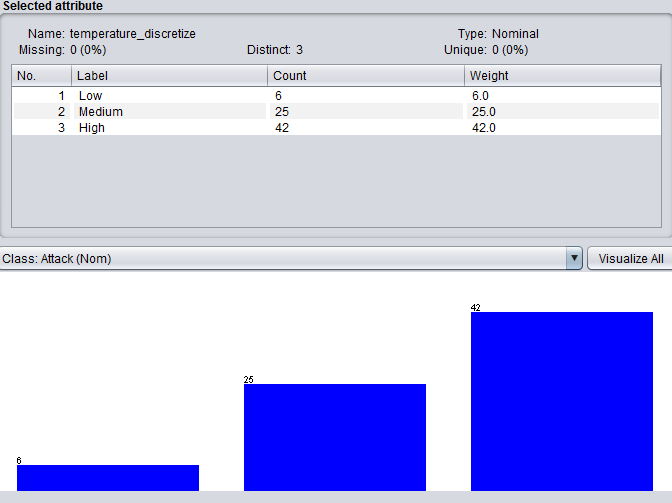 Selected attribute
Name: temperature_discretize Type: Nominal
Missing: 0 (0%) Distinct: 3 Unique: 0 (0%)
No. Label Count Weight
1 Low 6 6.0
2 Medium 25 25.0
3 High 42 42.0
Class: Attack (Nom) Visualize All
42
25
6